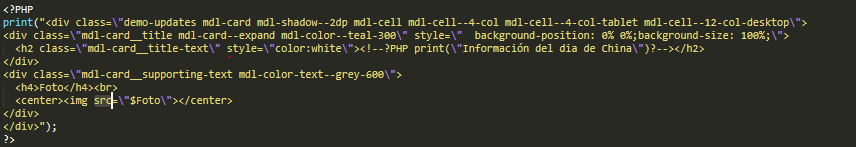 <?PHP
print("<div class=\"demo-updates mdl-card mdl-shadow--2dp mdl-cell mdl-cell--4-col mdl-cell--4-col-tablet mdl-cell--12-col-desktop\">
<div class=\"mdl-card__title mdl-card--expand mdl-color--teal-300\" style=\"  background-position: 0% 0%;background-size: 100%;\">
<h2 class=\"mdl-card__title-text\" style=\"color:white\"><!--?PHP print(\"Información del dia de China\")?--></h2>
</div>
<div class=\"mdl-card__supporting-text mdl-color-text--grey-600\">
<h4>Foto</h4><br>
<center><img src=\"$Foto\"></center>
</div>
</div>");
?>